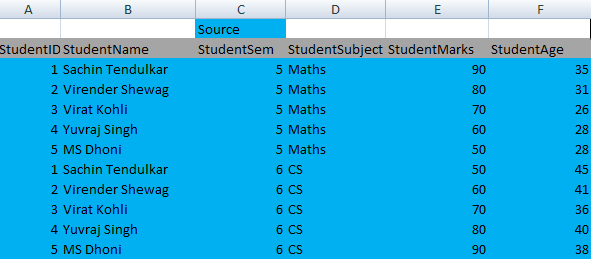 A B C D E F
Source
StudentID StudentName StudentSem StudentSubject StudentMarks StudentAge
1 Sachin Tendulkar 5 Maths 90 35
2 Virender Shewag 5 Maths 80 31
3 Virat Kohli 5 Maths 70 26
4 Yuvraj Singh 5 Maths 60 28
5 MS Dhoni 5 Maths 50 28
1 Sachin Tendulkar 6 CS 50 45
2 Virender Shewag 6 CS 60 41
3 Virat Kohli 6 CS 70 36
4 Yuvraj Singh 6 CS 80 40
5 MS Dhoni 6 CS 90 38